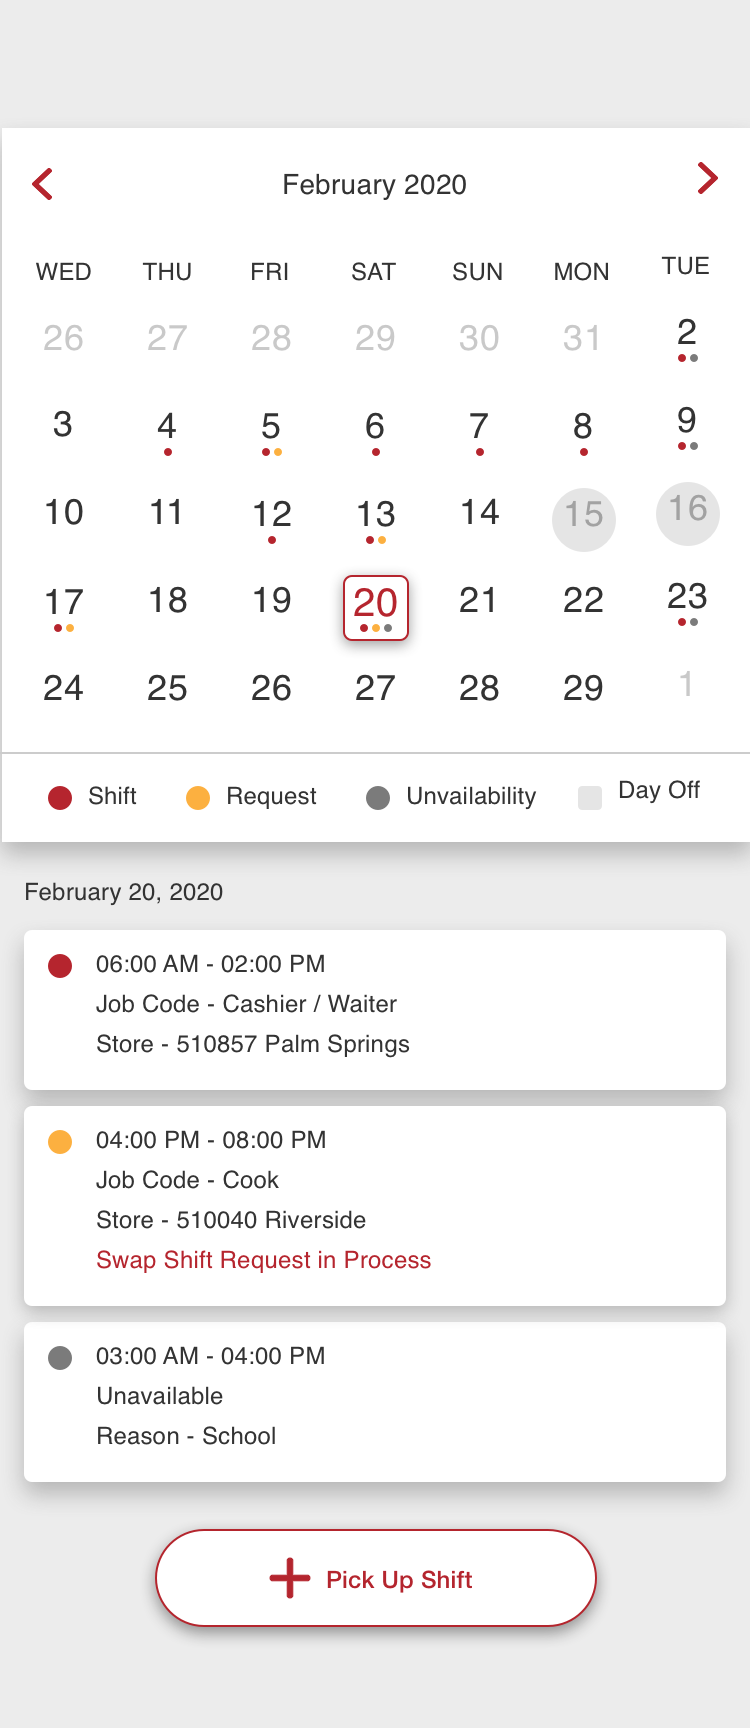 February 2020
WED THU FRI SAT SUN MON TUE
26 27 28 29 30 31 2
3 4 5 6 7 8 9
10 11 12 13 14 15 16
17 18 19 20 21 22 23
24 25 26 27 28 29 1
Shift Request Unvailability Day Off
February 20, 2020
06:00 AM - 02:00 PM
Job Code - Cashier / Waiter
Store - 510857 Palm Springs
04:00 PM - 08:00 PM
Job Code - Cook
Store - 510040 Riverside
Swap Shift Request in Process
03:00 AM - 04:00 PM
Unavailable
Reason - School
Pick Up Shift